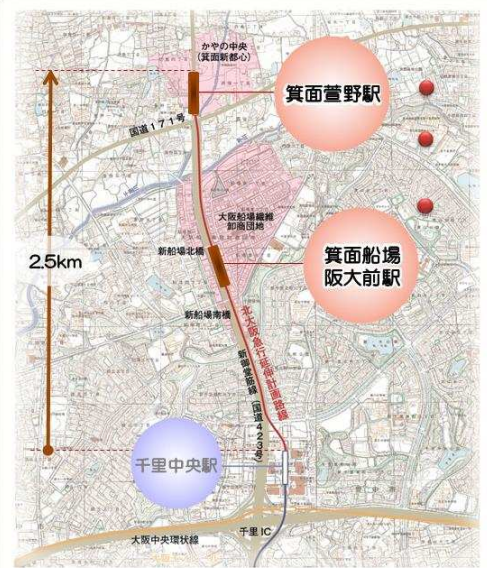 かやの中央
(箕面新都心)
箕面萱野駅
国道171号
大阪船場繊維
卸商団地
新船場北橋
箕面船場
阪大前駅
2.5km
新船場南橋
北大阪急行延伸計画路線
新御堂筋線(国道423号)
千里中央駅
千里IC
大阪中央環状線